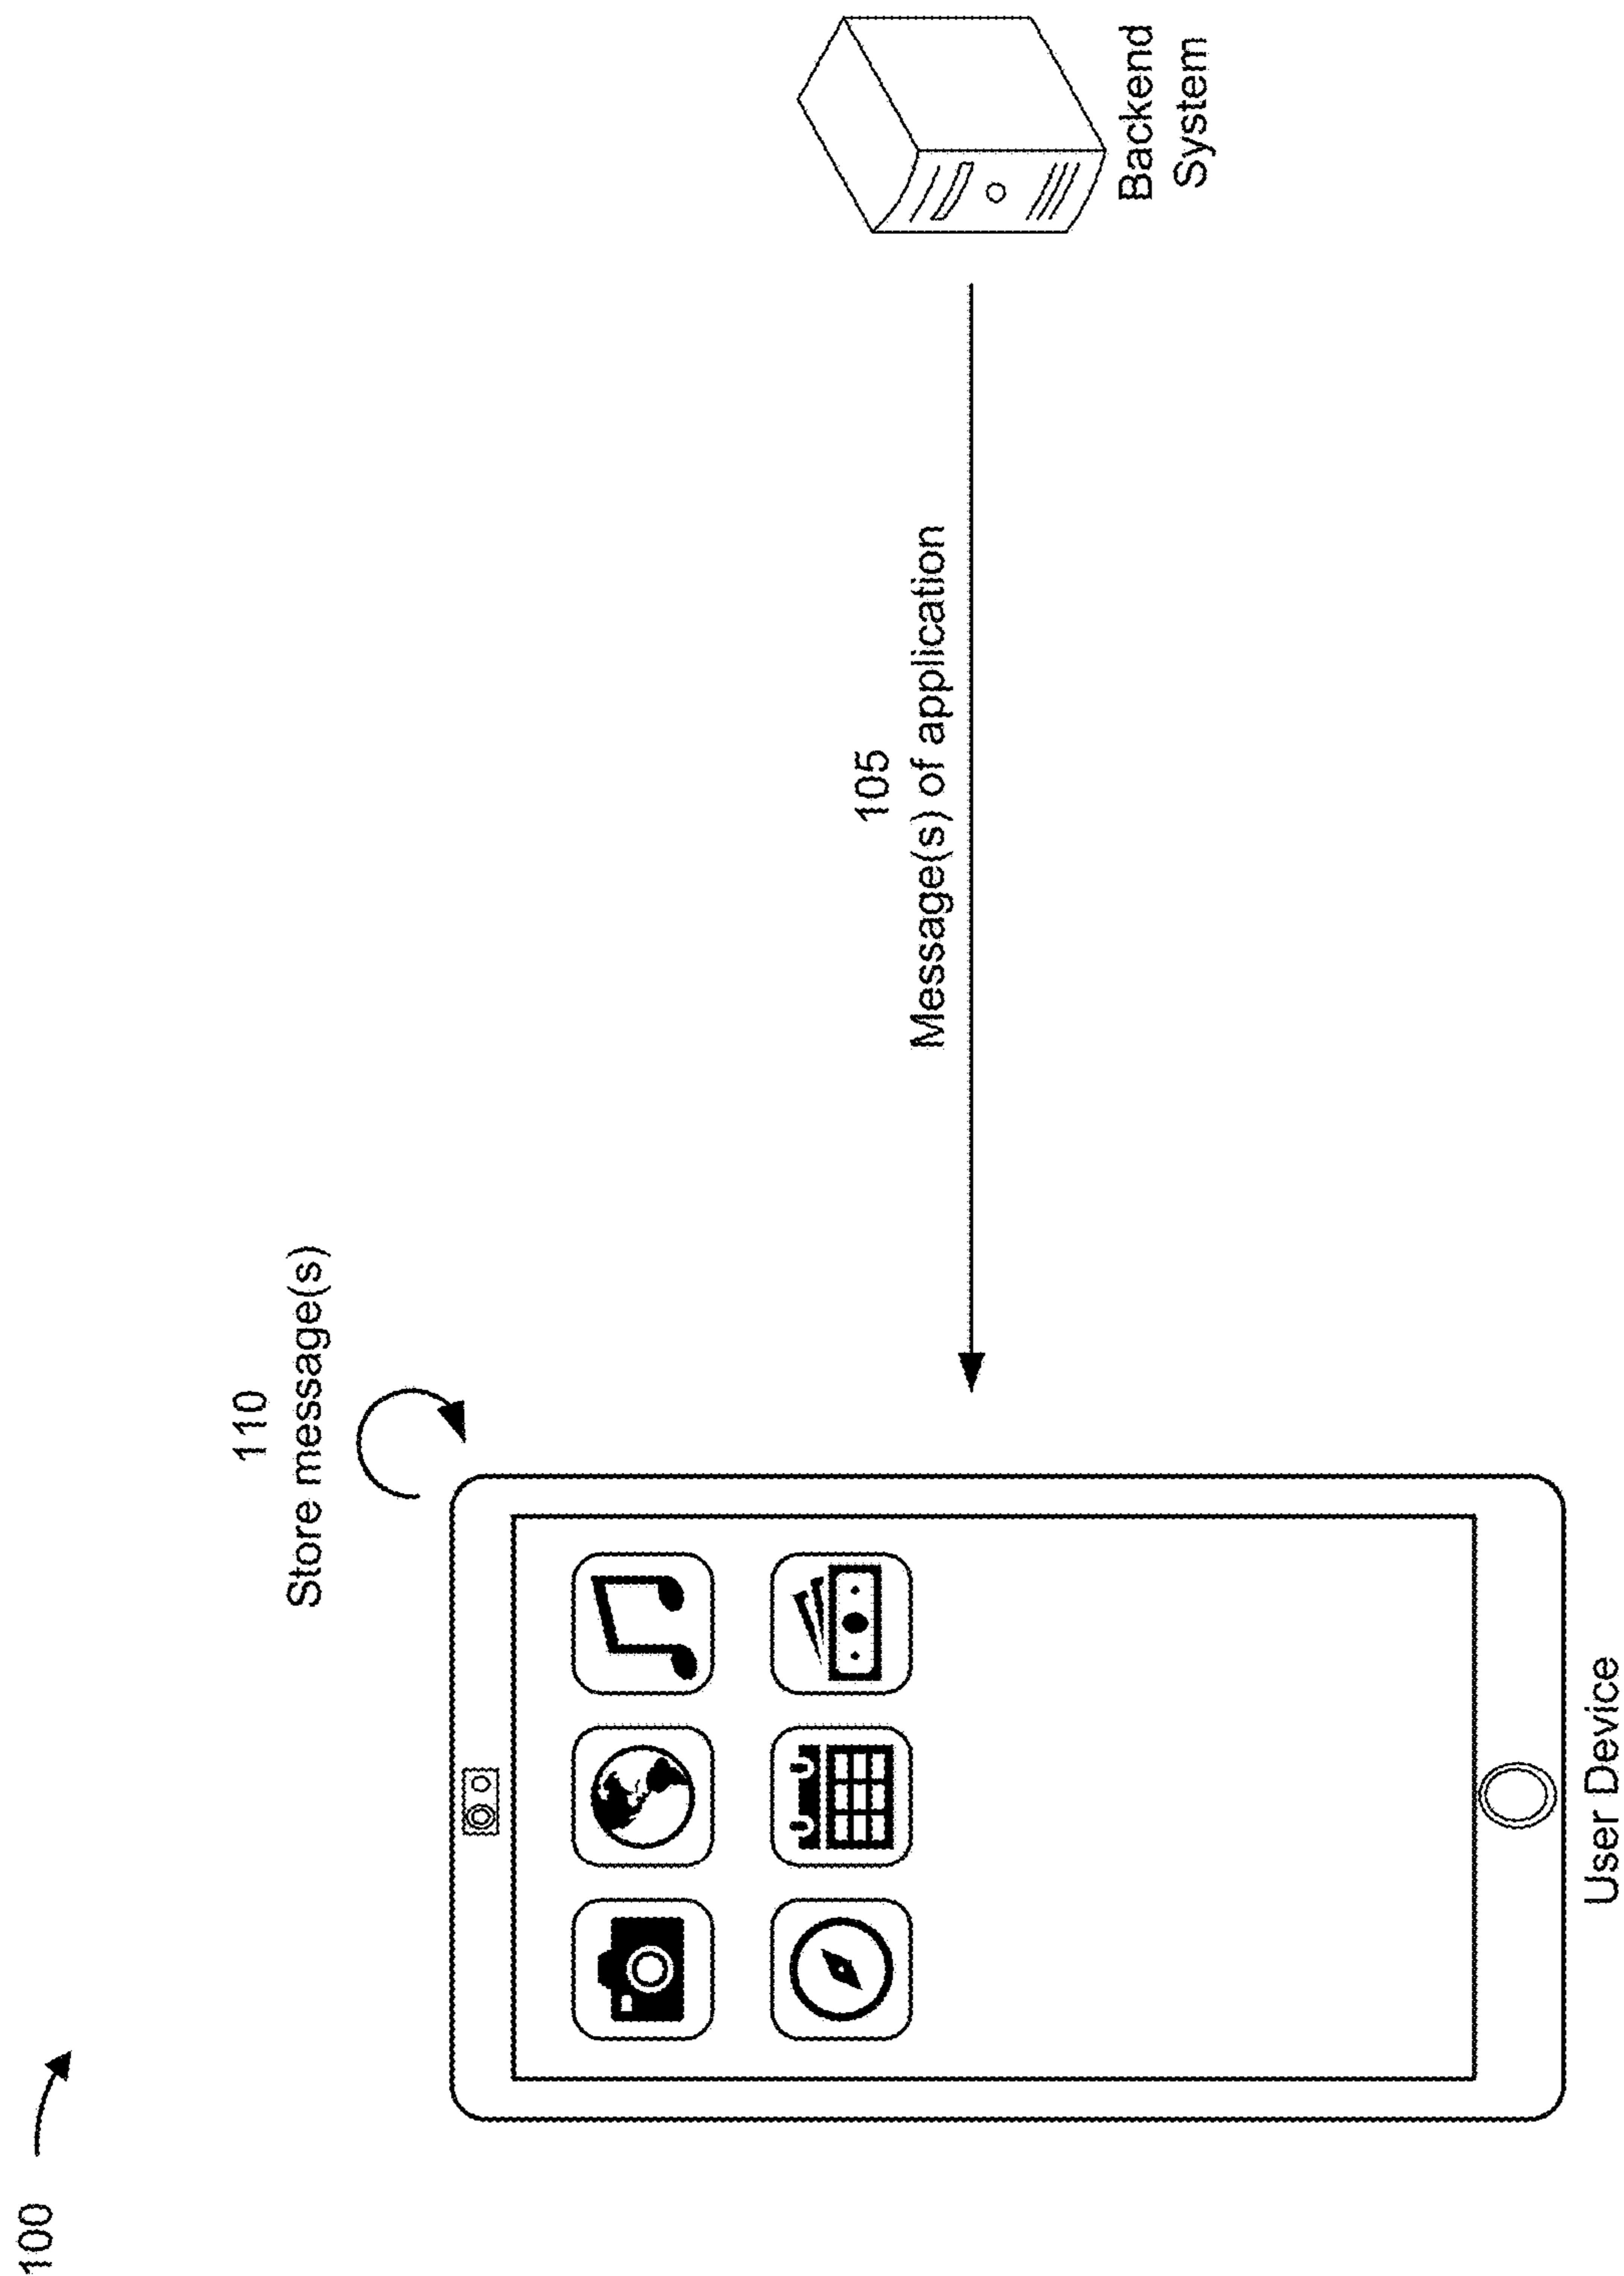 100
110
Store message(s)
105
Message(s) of application
Backend
System
User Device